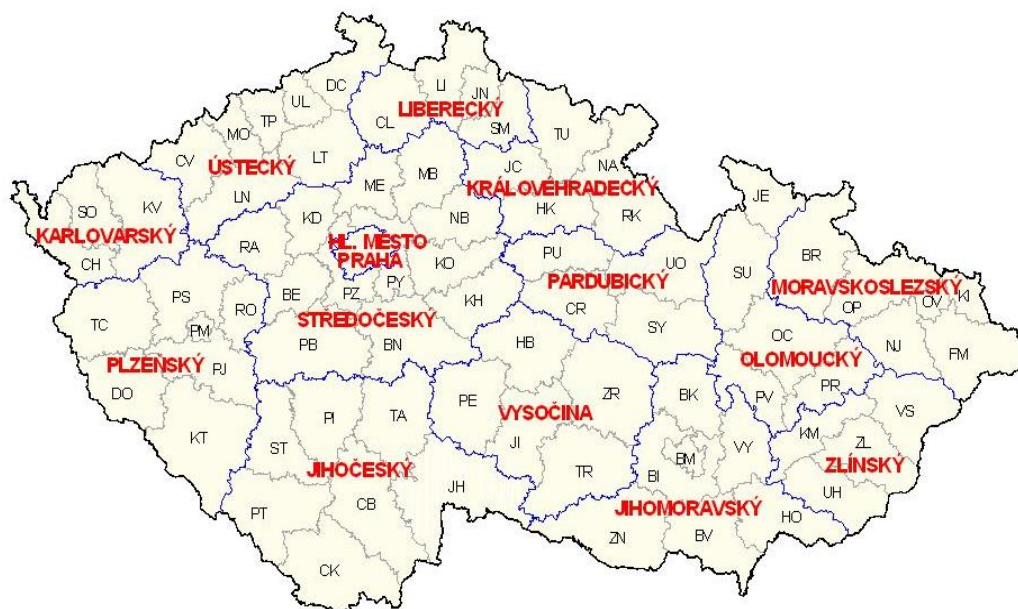 DC
LI
UL
JN
TP
LIBERECKÝ
MO
CL
SM
TU
CV
LT
ÚSTECKÝ
JC
NA
MB
ME
KRÁLOVÉHRADECKÝ
LN
JE
SO
KV
HK
RK
KD
NB
KARLOVARSKÝ
RA
HL. MĚSTO
PRAHA
PU
UO
BR
CH
KO
SU
PY
PARDUBICKÝ
MORAVSKOSLEZSKÝ
PS
BE
PZ
KH
OV
KI
RO
CR
OP
TC
STŘEDOČESKÝ
SY
PM
OC
PB
BN
HB
NJ
FM
PLZEŇSKÝ
PJ
OLOMOUCKÝ
DO
PR
ZR
BK
PV
PE
TA
PI
VYSOČINA
VS
KT
KM
ST
JI
VY
ZL
BM
JIHOČESKÝ
TR
BI
ZLÍNSKÝ
JH
UH
CB
JIHOMORAVSKÝ
PT
HO
ZN
BV
CK